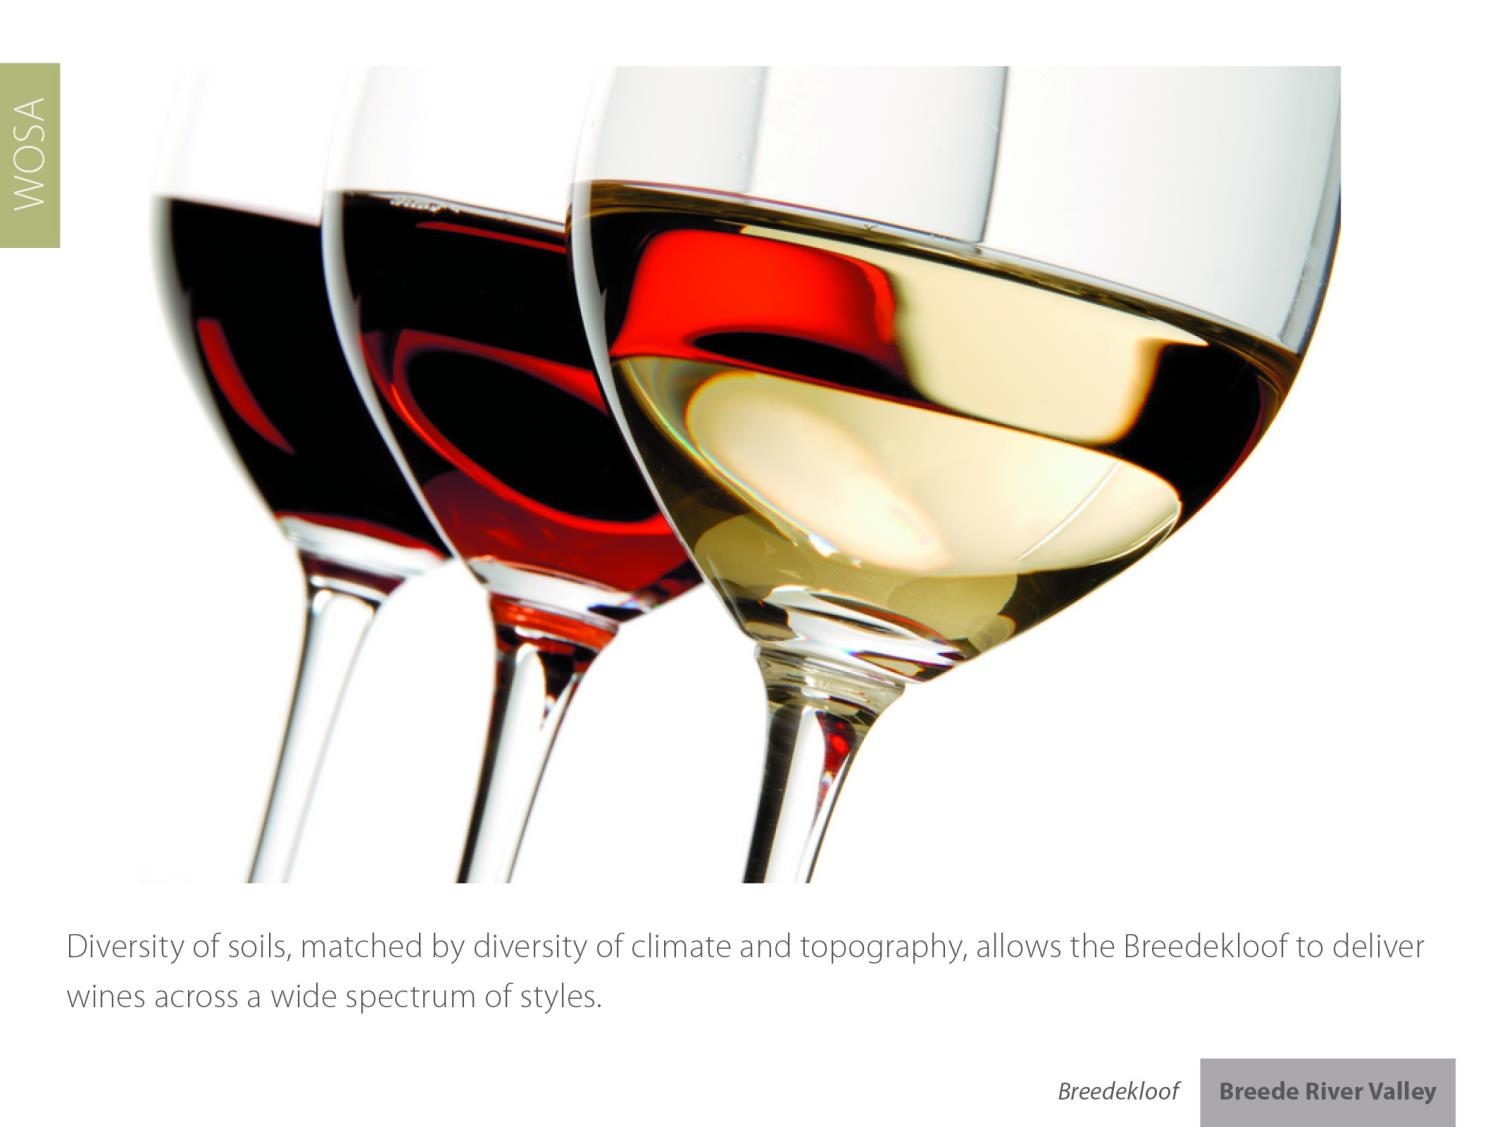 WOSA
Diversity of soils, matched by diversity of climate and topography, allows the Breedekloof to deliver
wines across a wide spectrum of styles.
Breedekloof
Breede River Valley